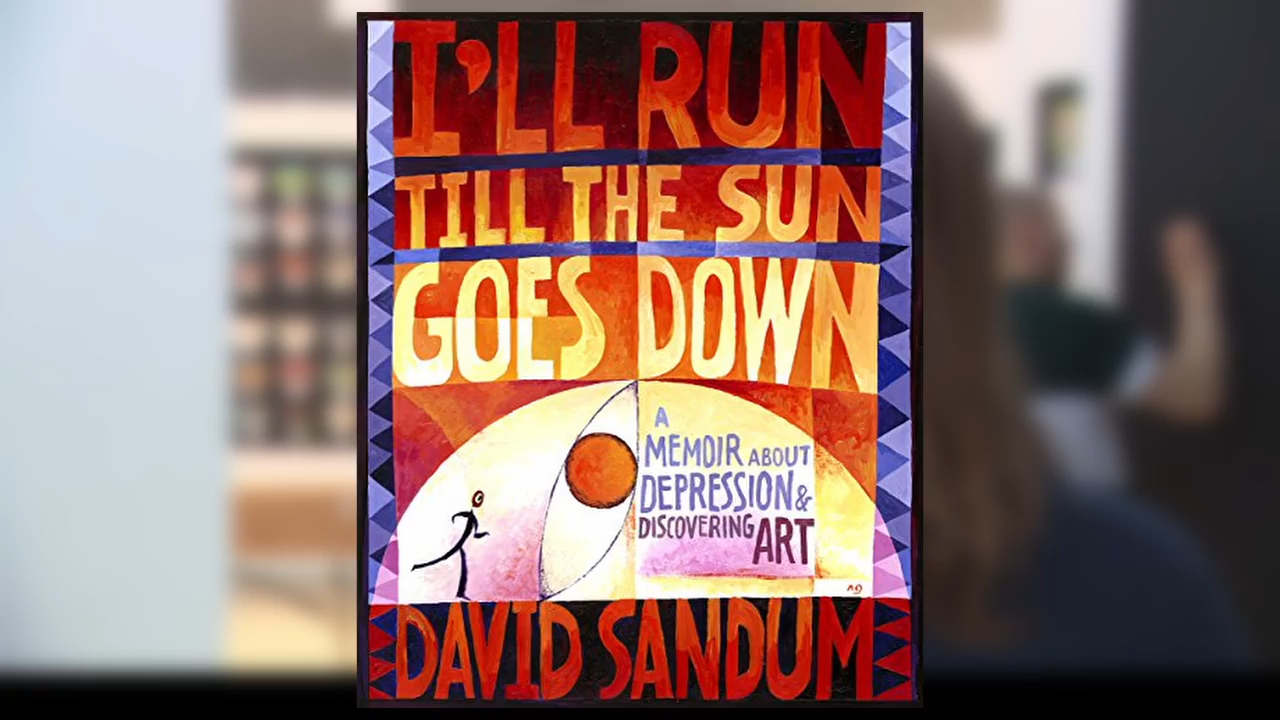 I'LL RUN
TILL THE SUN
GOES DOWN
A
MEMOIR ABOUT
DEPRESSION &
DISCOVERING ART
DAVID SANDUM